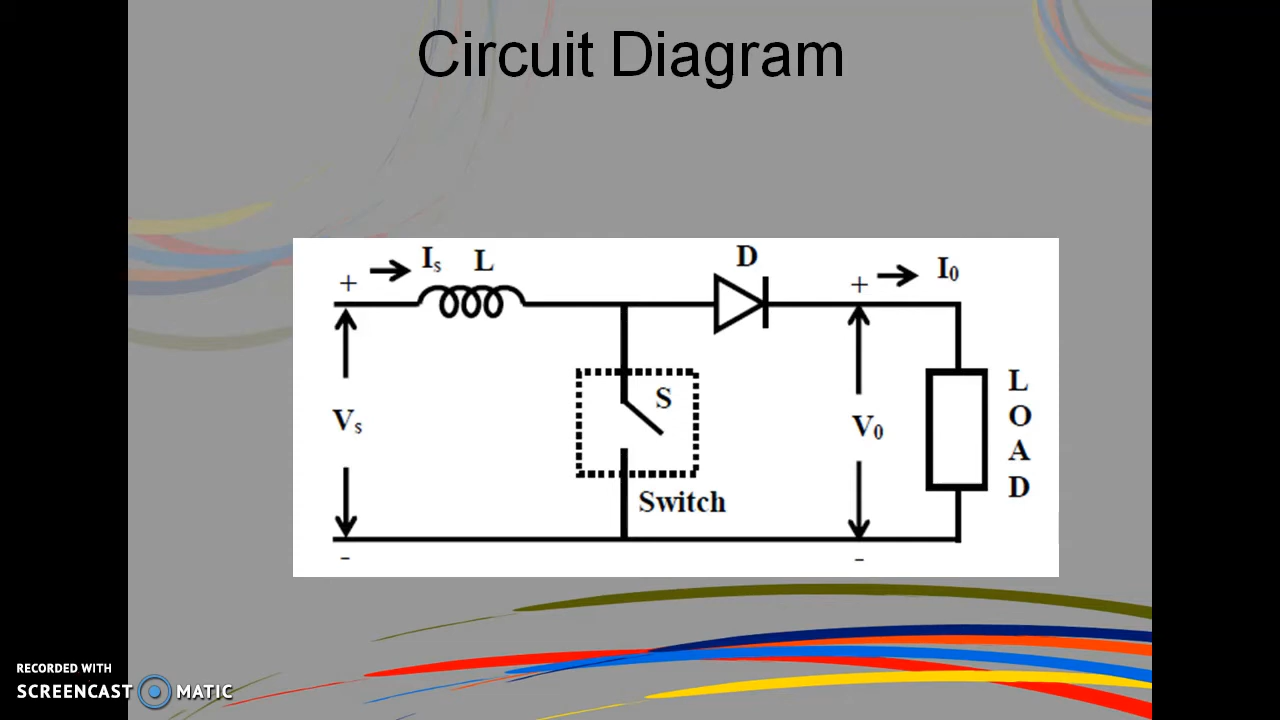 Circuit Diagram
Is L
D
I0
+
+
S
L
O
A
D
Vs
V0
Switch
-
-
RECORDED WITH
SCREENCAST MATIC